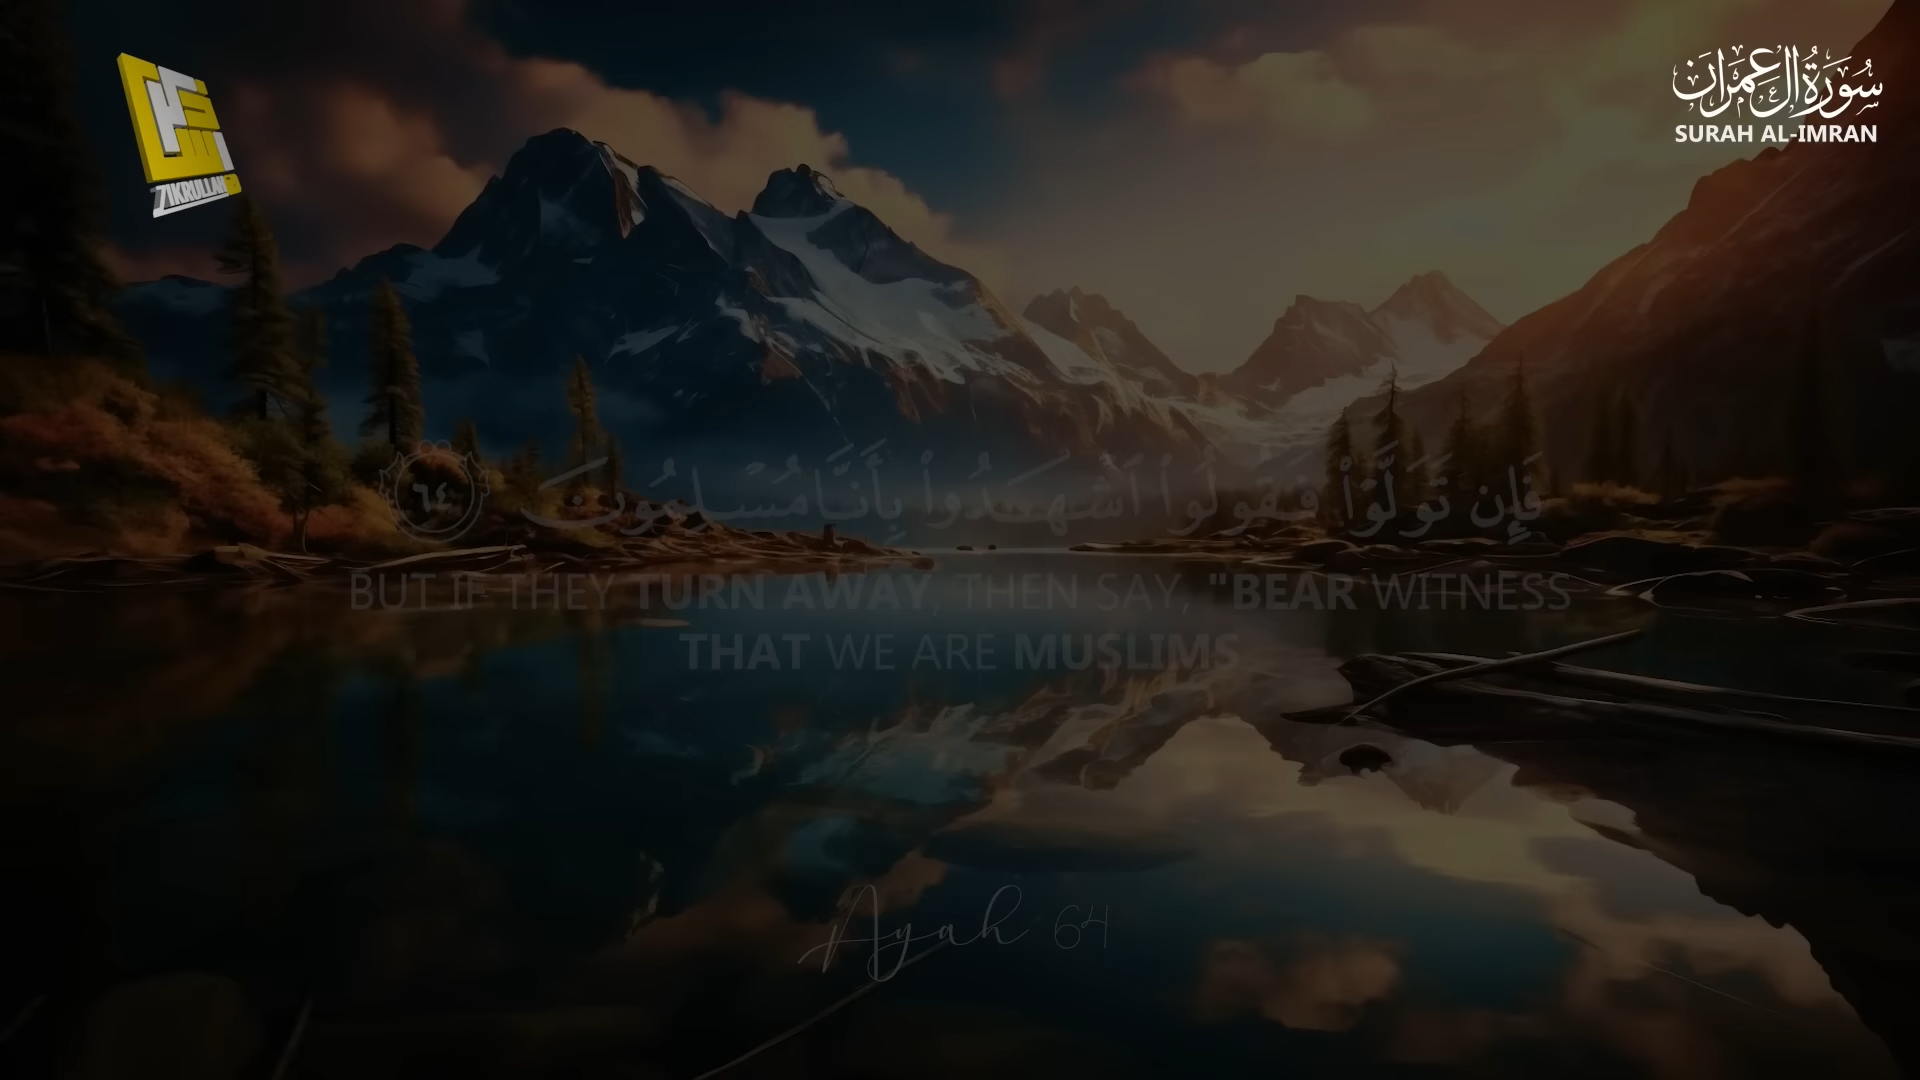 ZIKRULLAH
سُورَةُ اٰلِ عِمرَان
SURAH AL-IMRAN
فَإِن تَوَلَّوْا۟ فَقُولُوا۟ ٱشْهَدُوا۟ بِأَنَّا مُسْلِمُونَ ٦٤
BUT IF THEY TURN AWAY, THEN SAY, "BEAR WITNESS
THAT WE ARE MUSLIMS
Ayah 64